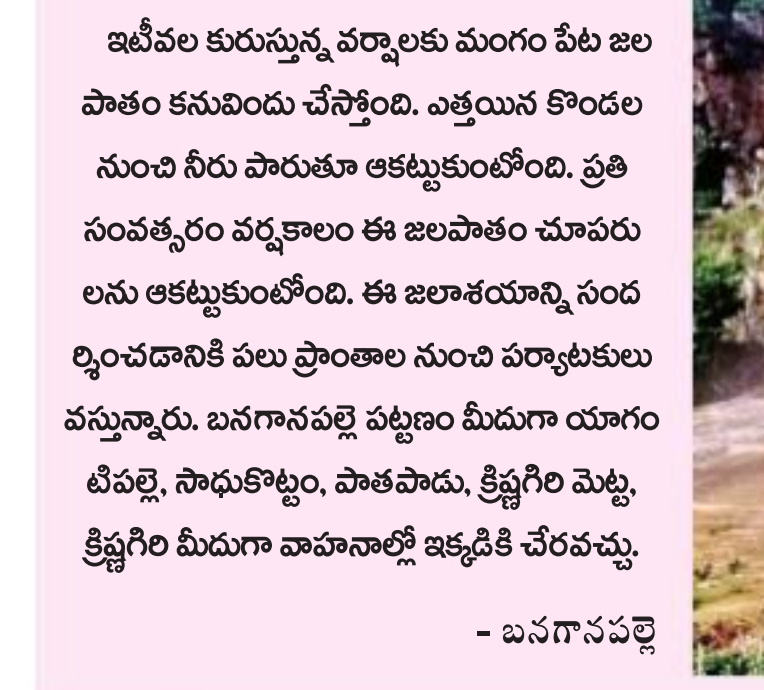 ఇటీవల కురుస్తున్న వర్షాలకు మంగం పేట జల
పాతం కనువిందు చేస్తోంది. ఎత్తయిన కొండల
నుంచి నీరు పారుతూ ఆకట్టుకుంటోంది. ప్రతి
సంవత్సరం వర్షకాలం ఈ జలపాతం చూపరు
లను ఆకట్టుకుంటోంది. ఈ జలాశయాన్ని సంద
ర్శించడానికి పలు ప్రాంతాల నుంచి పర్యాటకులు
వస్తున్నారు. బనగానపల్లె పట్టణం మీదుగా యాగం
టిపల్లె, సాధుకొట్టం, పాతపాడు, క్రిష్ణగిరి మెట్ట,
క్రిష్ణగిరి మీదుగా వాహనాల్లో ఇక్కడికి చేరవచ్చు.
- బనగానపల్లె